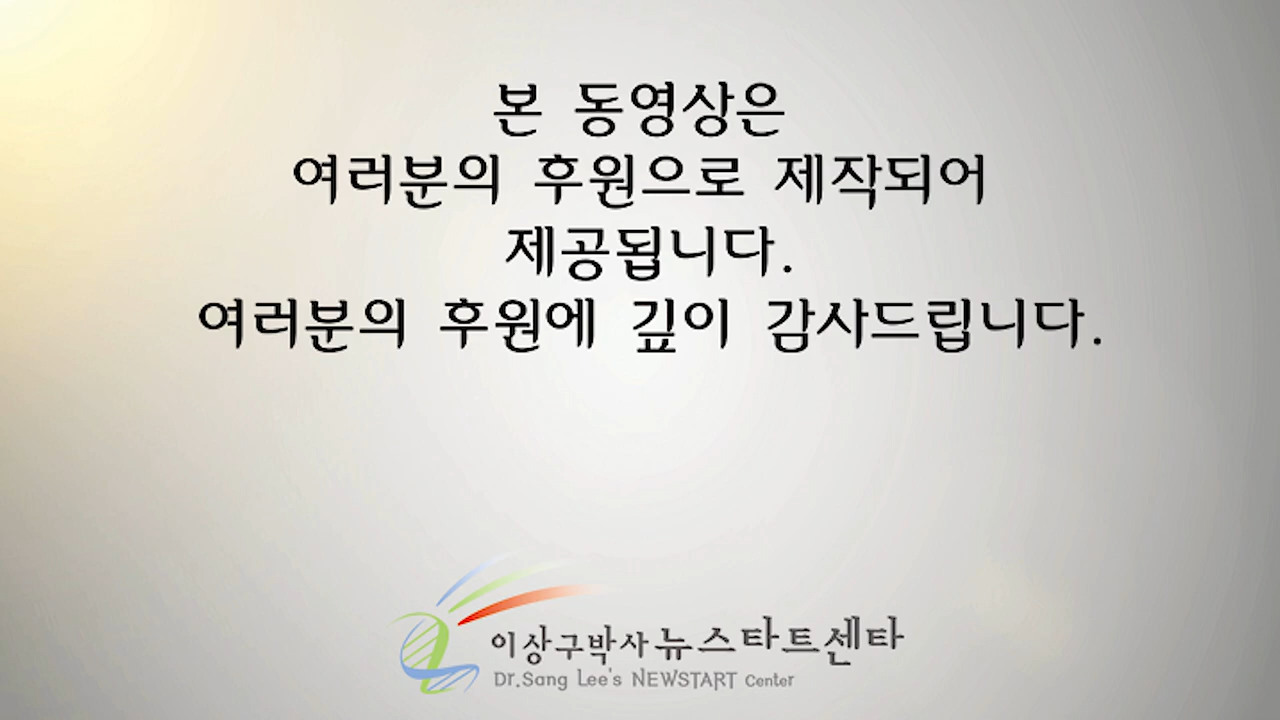 본 동영상은
여러분의 후원으로 제작되어
제공됩니다.
여러분의 후원에 깊이 감사드립니다.
이상구박사 뉴스타트센타
Dr.Sang Lee's NEWSTART Center